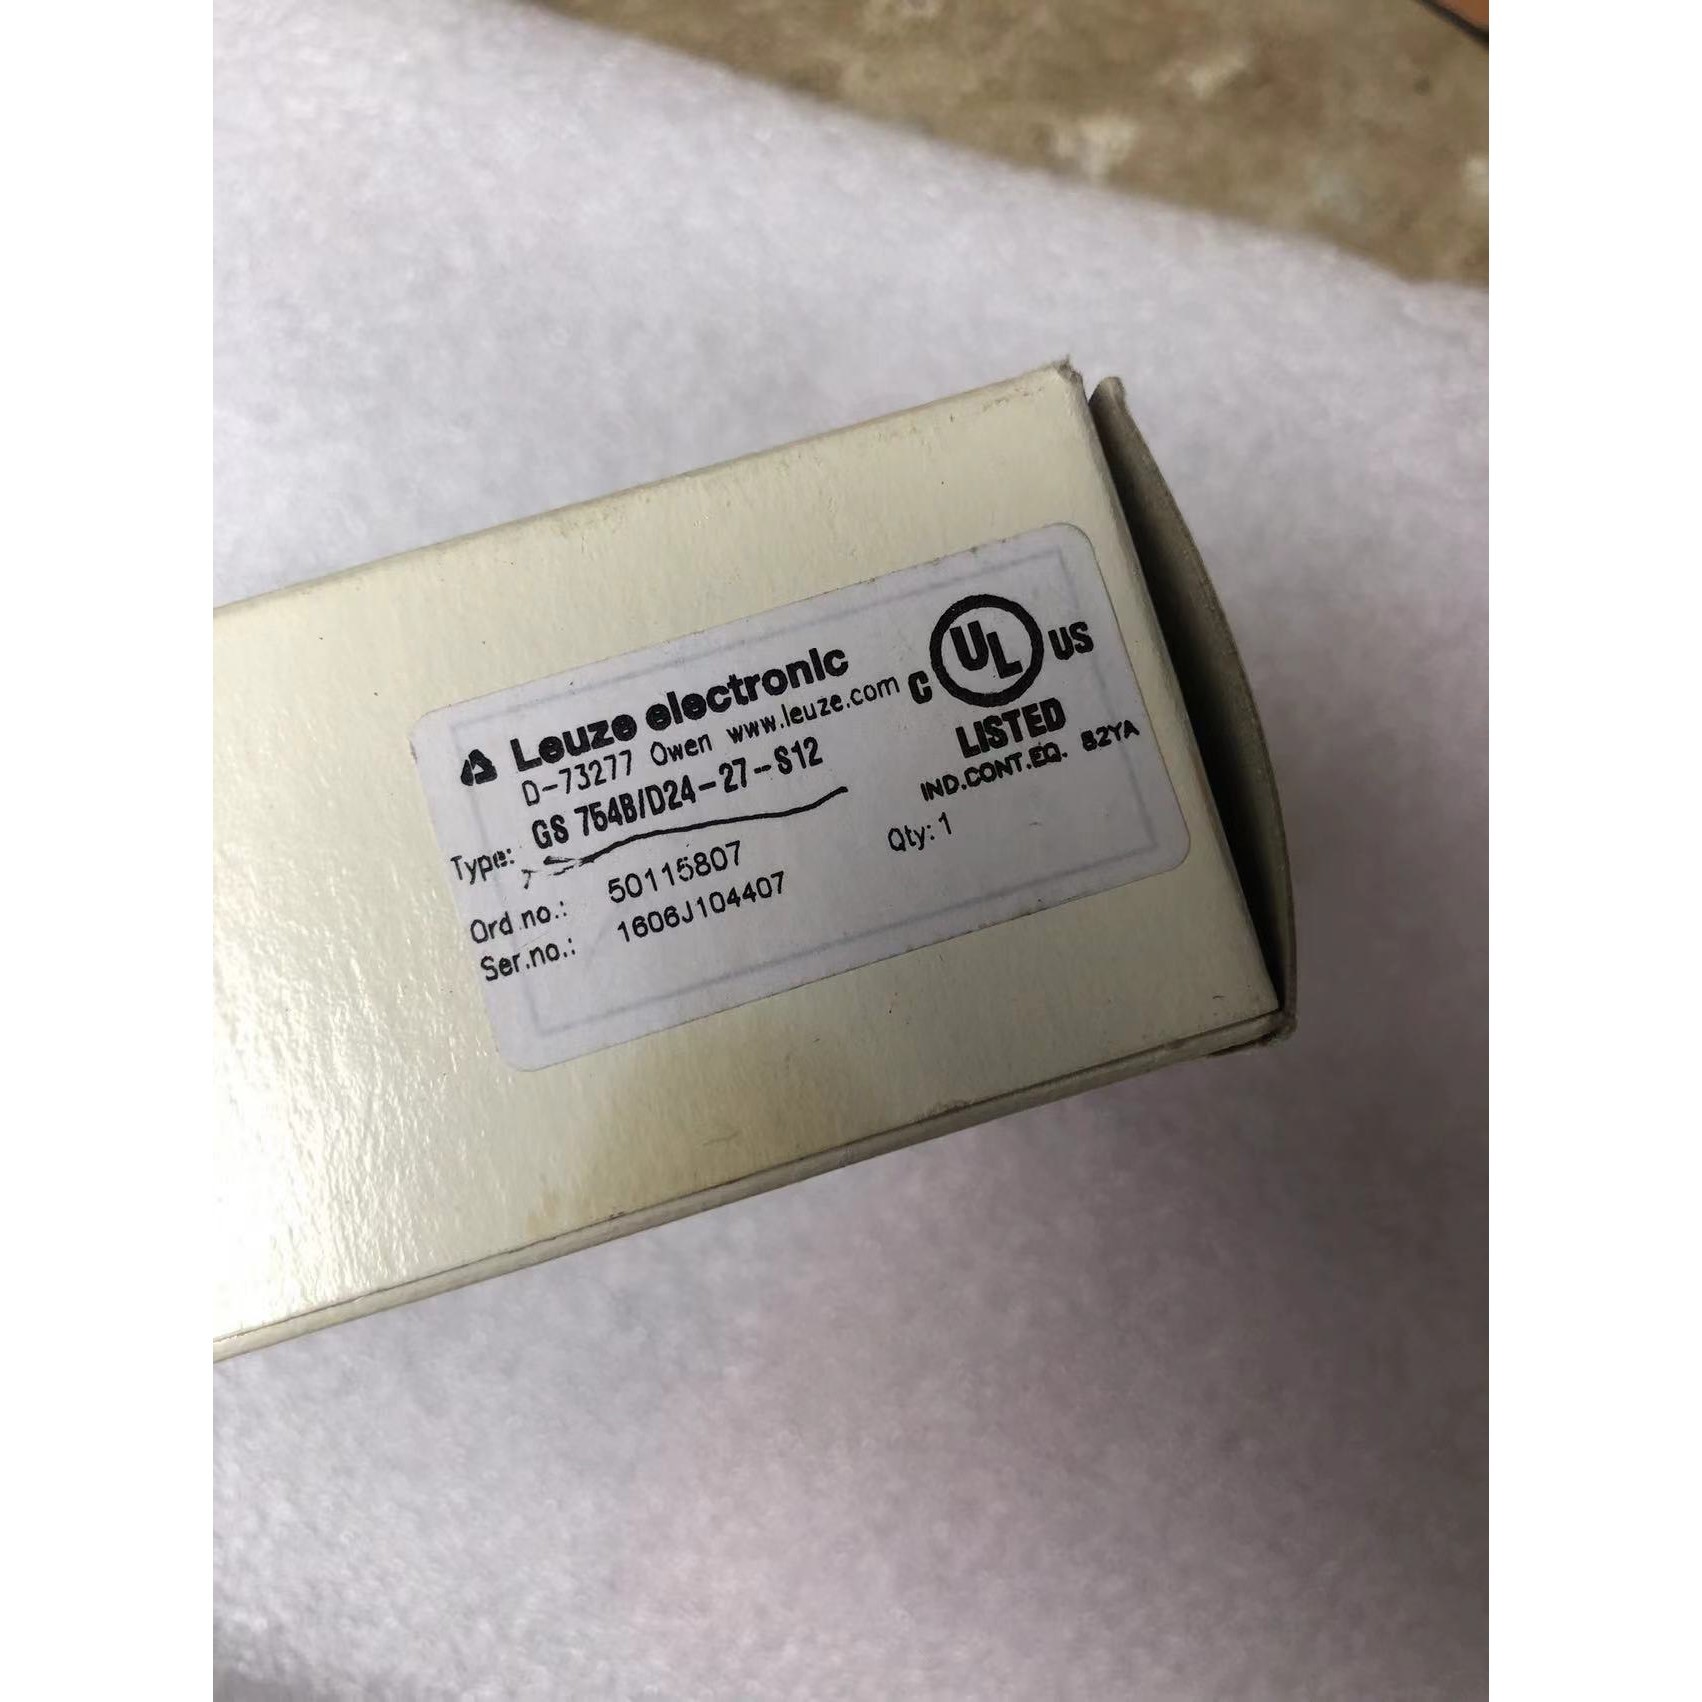 Leuze electronic
D-73277 Owen www.leuze.com
Type: GS 754B/D24-27-S12
Ord.no.: 50115807
Ser.no.: 1606J104407
Qty: 1
C UL US
LISTED
IND.CONT.EQ. 82YA